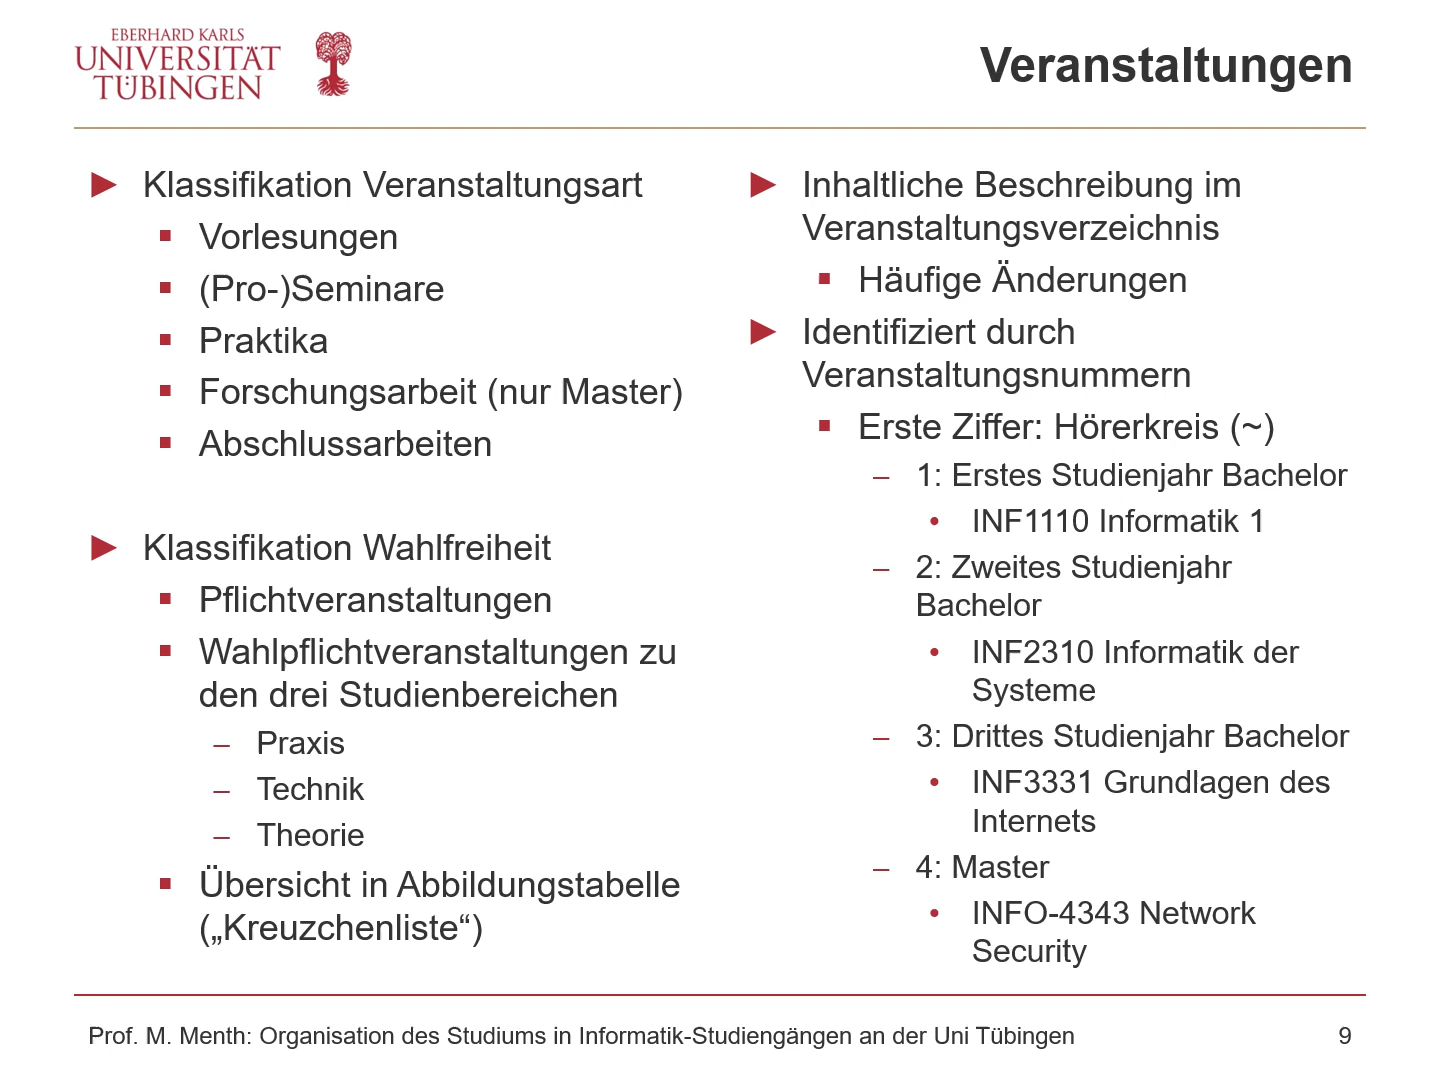 EBERHARD KARLS
UNIVERSITÄT
TÜBINGEN
Veranstaltungen
► Klassifikation Veranstaltungsart
▪ Vorlesungen
▪ (Pro-)Seminare
▪ Praktika
▪ Forschungsarbeit (nur Master)
▪ Abschlussarbeiten
► Klassifikation Wahlfreiheit
▪ Pflichtveranstaltungen
▪ Wahlpflichtveranstaltungen zu
den drei Studienbereichen
– Praxis
– Technik
– Theorie
▪ Übersicht in Abbildungstabelle
(„Kreuzchenliste“)
► Inhaltliche Beschreibung im
Veranstaltungsverzeichnis
▪ Häufige Änderungen
► Identifiziert durch
Veranstaltungsnummern
▪ Erste Ziffer: Hörerkreis (~)
– 1: Erstes Studienjahr Bachelor
• INF1110 Informatik 1
– 2: Zweites Studienjahr
Bachelor
• INF2310 Informatik der
Systeme
– 3: Drittes Studienjahr Bachelor
• INF3331 Grundlagen des
Internets
– 4: Master
• INFO-4343 Network
Security
Prof. M. Menth: Organisation des Studiums in Informatik-Studiengängen an der Uni Tübingen
9